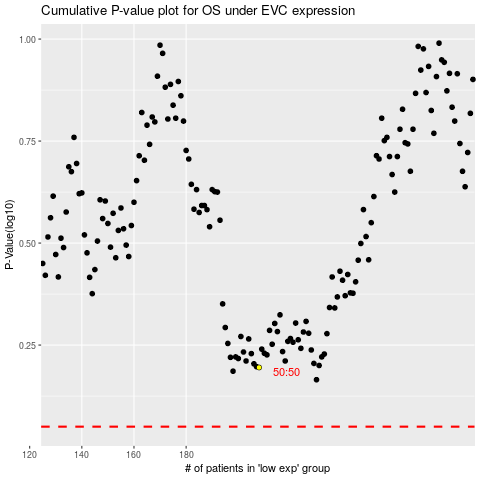 Cumulative P-value plot for OS under EVC expression
1.00
0.75
0.50
0.25
P-Value(log10)
50:50
120 140 160 180
# of patients in 'low exp' group